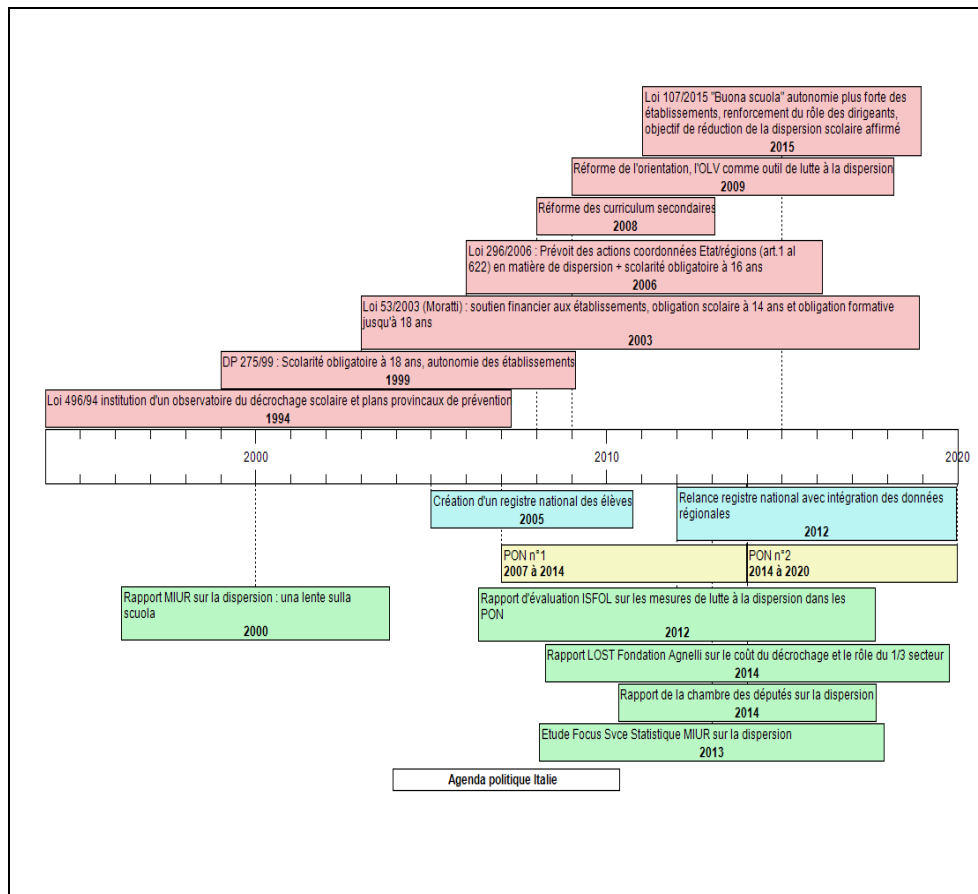 Loi 107/2015 "Buona scuola" autonomie plus forte des
établissements, renforcement du rôle des dirigeants,
objectif de réduction de la dispersion scolaire affirmé
2015
Réforme de l'orientation, l'OLV comme outil de lutte à la dispersion
2009
Réforme des curriculum secondaires
2008
Loi 296/2006 : Prévoit des actions coordonnées Etat/régions (art.1 al
622) en matière de dispersion + scolarité obligatoire à 16 ans
2006
Loi 53/2003 (Moratti) : soutien financier aux établissements, obligation scolaire à 14 ans et obligation formative
jusqu'à 18 ans
2003
DP 275/99 : Scolarité obligatoire à 18 ans, autonomie des établissements
1999
Loi 496/94 institution d'un observatoire du décrochage scolaire et plans provincaux de prévention
1994
2000
2010
2020
Création d'un registre national des élèves
2005
Relance registre national avec intégration des données
régionales
2012
PON n°1
2007 à 2014
PON n°2
2014 à 2020
Rapport MIUR sur la dispersion : una lente sulla
scuola
2000
Rapport d'évaluation ISFOL sur les mesures de lutte à la dispersion dans les
PON
2012
Rapport LOST Fondation Agnelli sur le coût du décrochage et le rôle du 1/3 secteur
2014
Rapport de la chambre des députés sur la dispersion
2014
Etude Focus Svce Statistique MIUR sur la dispersion
2013
Agenda politique Italie